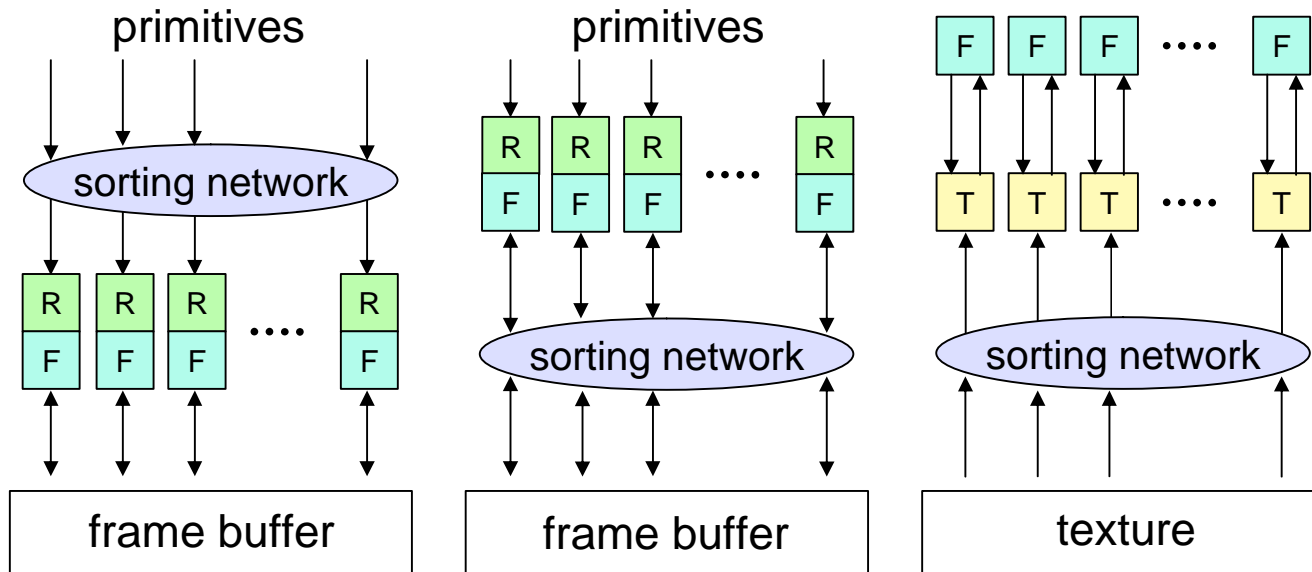 primitives
sorting network
R R R .... R
F F F F
frame buffer
primitives
R R R R
....
F F F F
sorting network
frame buffer
F F F .... F
T T T .... T
sorting network
texture